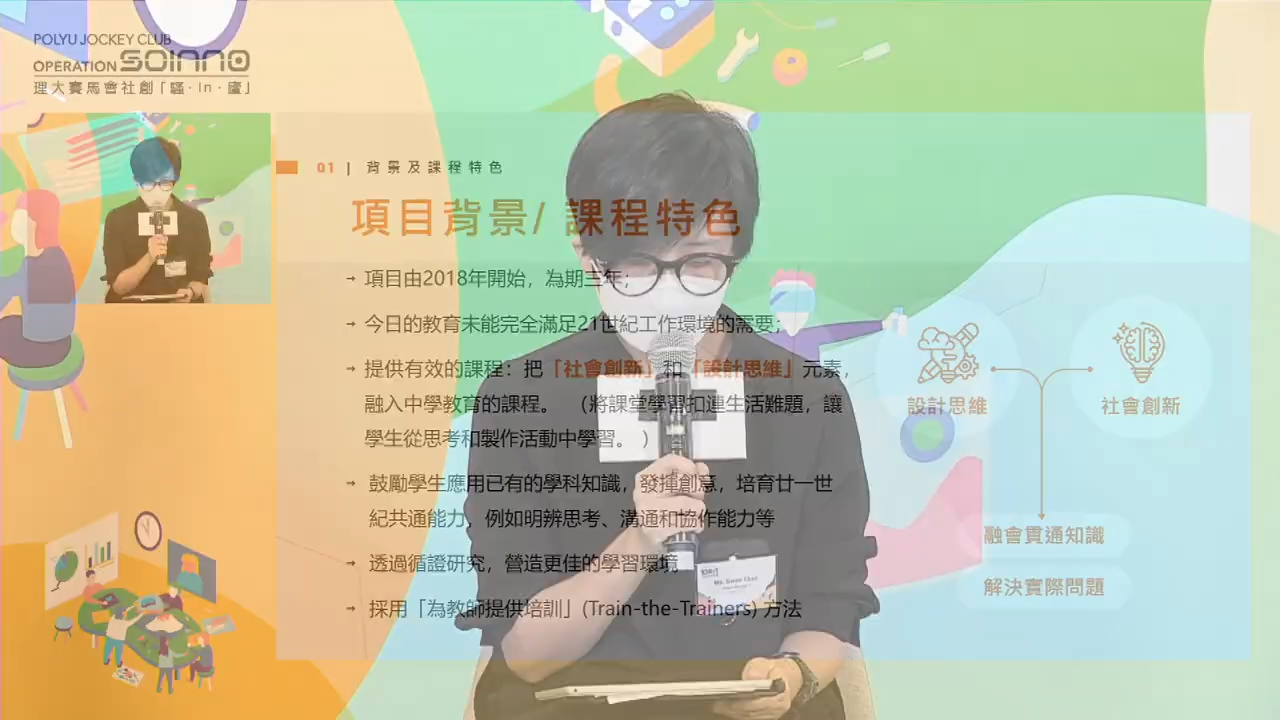 POLYU JOCKEY CLUB
OPERATION SOINNO
理大賽馬會社創「騷·In·廬」
01 | 背景及課程特色
項目背景/ 課程特色
→ 項目由2018年開始，為期三年；
→ 今日的教育未能完全滿足21世紀工作環境的需要；
→ 提供有效的課程：把「社會創新」和「設計思維」元素，
融入中學教育的課程。 （將課堂學習扣連生活難題，讓
學生從思考和製作活動中學習。 ）
→ 鼓勵學生應用已有的學科知識，發揮創意，培育廿一世
紀共通能力，例如明辨思考、溝通和協作能力等
→ 透過循證研究，營造更佳的學習環境
→ 採用「為教師提供培訓」(Train-the-Trainers) 方法
設計思維
社會創新
融會貫通知識
解決實際問題